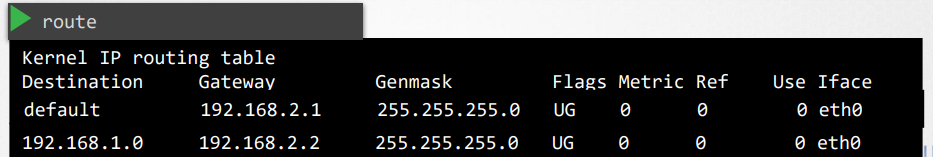 route
Kernel IP routing table
Destination Gateway Genmask Flags Metric Ref Use Iface
default 192.168.2.1 255.255.255.0 UG 0 0 0 eth0
192.168.1.0 192.168.2.2 255.255.255.0 UG 0 0 0 eth0